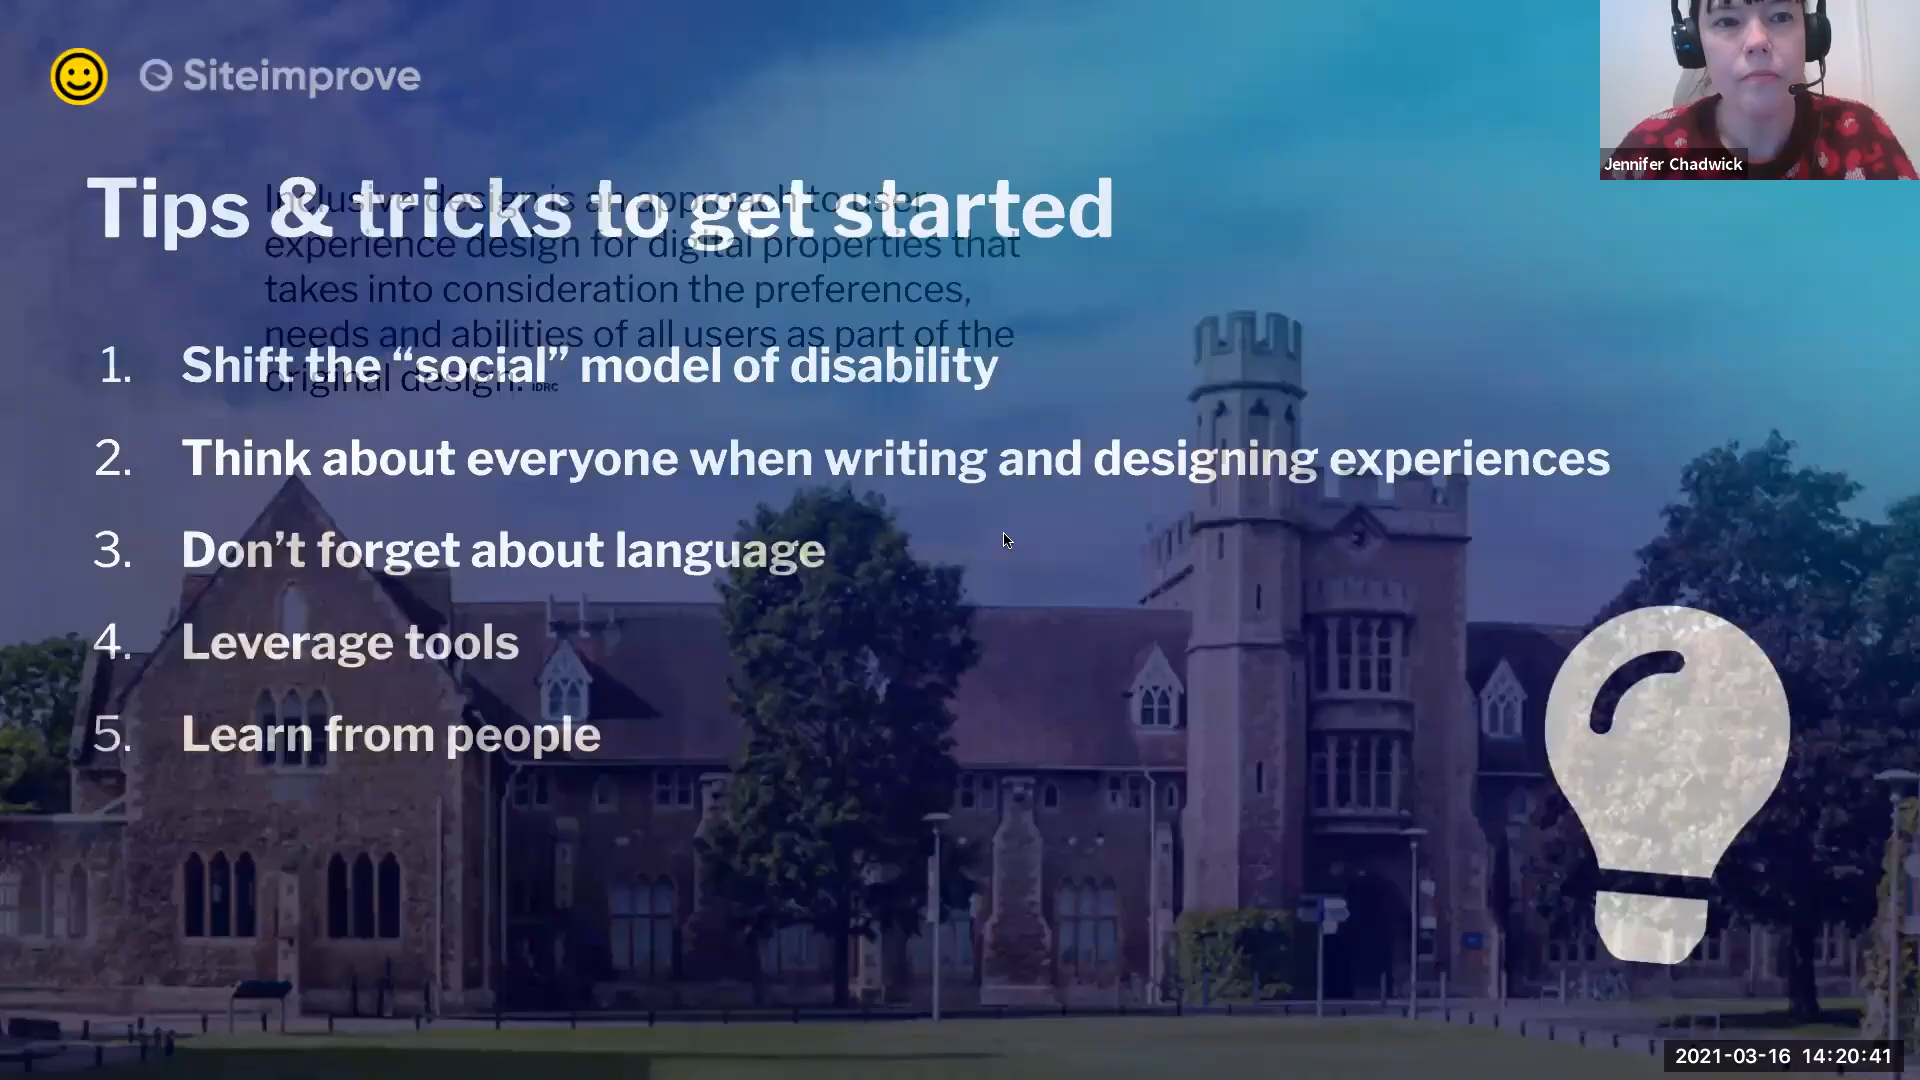 Siteimprove
Jennifer Chadwick
Tips & tricks to get started
Inclusive design is an approach to user
experience design for digital properties that
takes into consideration the preferences,
needs and abilities of all users as part of the
original design. IDRC
1. Shift the “social” model of disability
2. Think about everyone when writing and designing experiences
3. Don’t forget about language
4. Leverage tools
5. Learn from people
2021-03-16 14:20:41